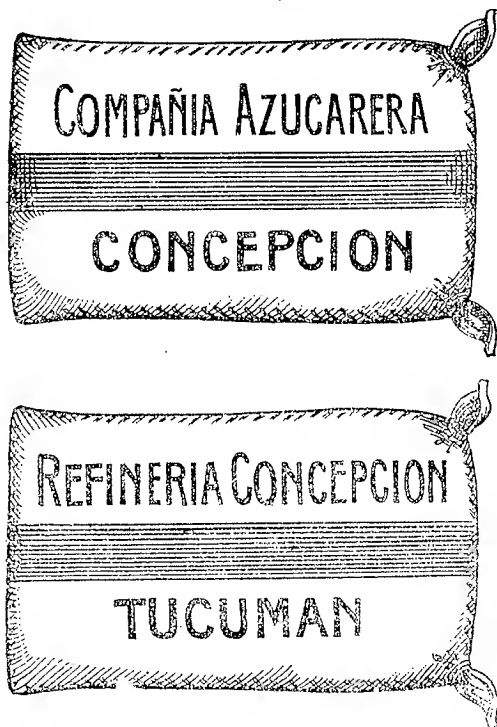 COMPAÑIA AZUCARERA
CONCEPCION
REFINERIA CONCEPCION
TUCUMAN